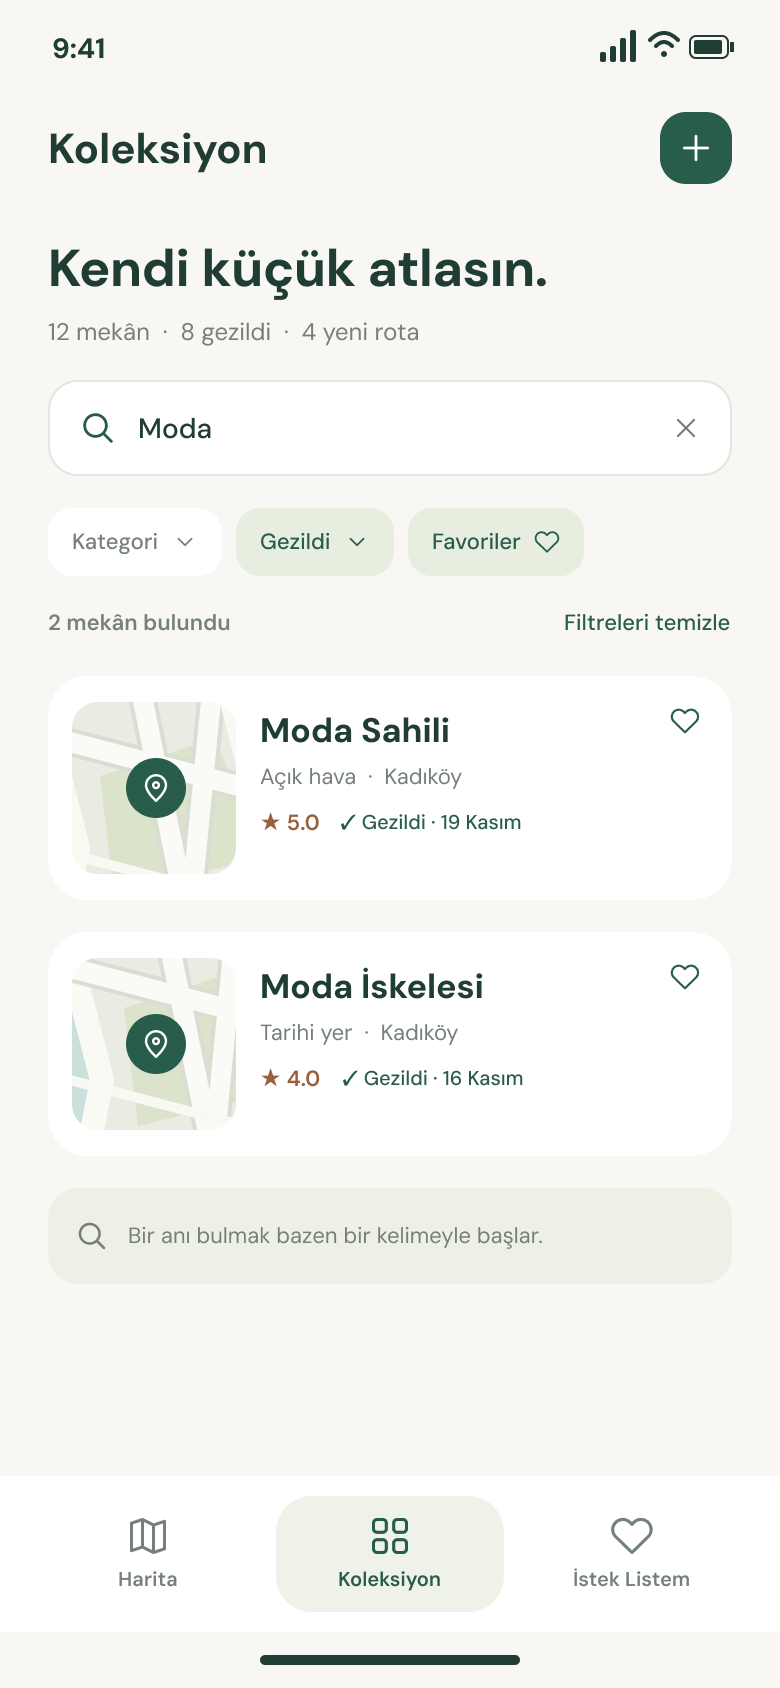 9:41
Koleksiyon
Kendi küçük atlasın.
12 mekân · 8 gezildi · 4 yeni rota
Moda
Kategori Gezildi Favoriler
2 mekân bulundu Filtreleri temizle
Moda Sahili
Açık hava · Kadıköy
★ 5.0 ✓ Gezildi · 19 Kasım
Moda İskelesi
Tarihi yer · Kadıköy
★ 4.0 ✓ Gezildi · 16 Kasım
Bir anı bulmak bazen bir kelimeyle başlar.
Harita Koleksiyon İstek Listem